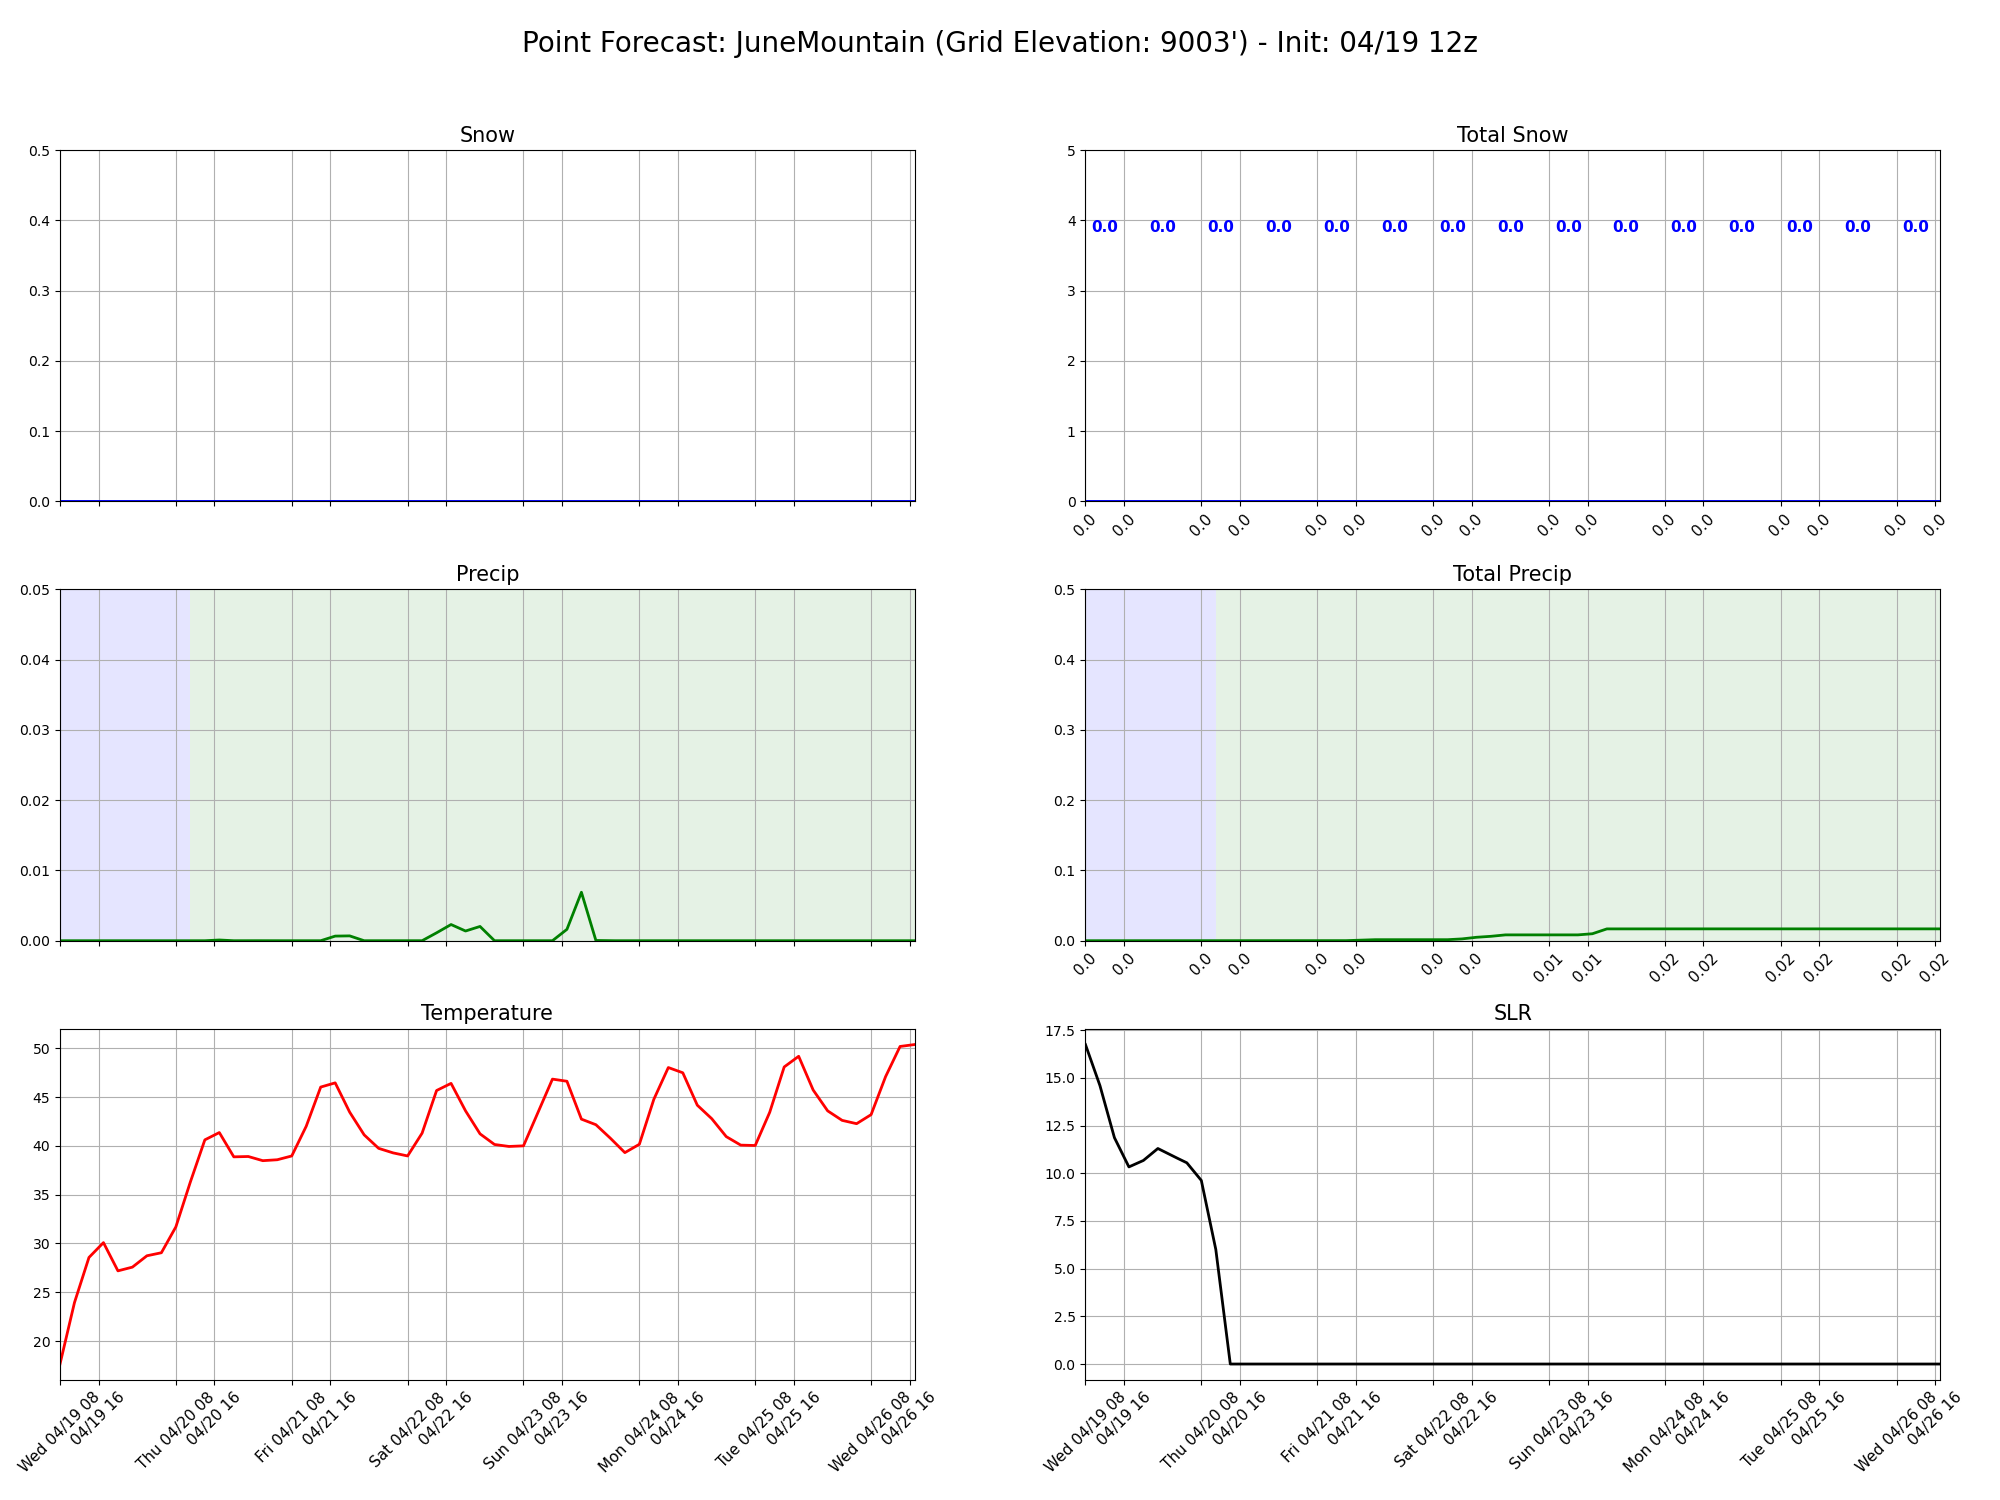 Point Forecast: JuneMountain (Grid Elevation: 9003') - Init: 04/19 12z
Snow
0.5
0.4
0.3
0.2
0.1
0.0
Total Snow
5
4
3
2
1
0
0.0 0.0 0.0 0.0 0.0 0.0 0.0 0.0 0.0 0.0 0.0 0.0 0.0 0.0 0.0
0.0 0.0 0.0 0.0 0.0 0.0 0.0 0.0 0.0 0.0 0.0 0.0 0.0 0.0 0.0 0.0
Precip
0.05
0.04
0.03
0.02
0.01
0.00
Total Precip
0.5
0.4
0.3
0.2
0.1
0.0
0.0 0.0 0.0 0.0 0.0 0.0 0.0 0.0 0.01 0.01 0.02 0.02 0.02 0.02 0.02 0.02
Temperature
50
45
40
35
30
25
20
Wed 04/19 08
04/19 16
Thu 04/20 08
04/20 16
Fri 04/21 08
04/21 16
Sat 04/22 08
04/22 16
Sun 04/23 08
04/23 16
Mon 04/24 08
04/24 16
Tue 04/25 08
04/25 16
Wed 04/26 08
04/26 16
SLR
17.5
15.0
12.5
10.0
7.5
5.0
2.5
0.0
Wed 04/19 08
04/19 16
Thu 04/20 08
04/20 16
Fri 04/21 08
04/21 16
Sat 04/22 08
04/22 16
Sun 04/23 08
04/23 16
Mon 04/24 08
04/24 16
Tue 04/25 08
04/25 16
Wed 04/26 08
04/26 16